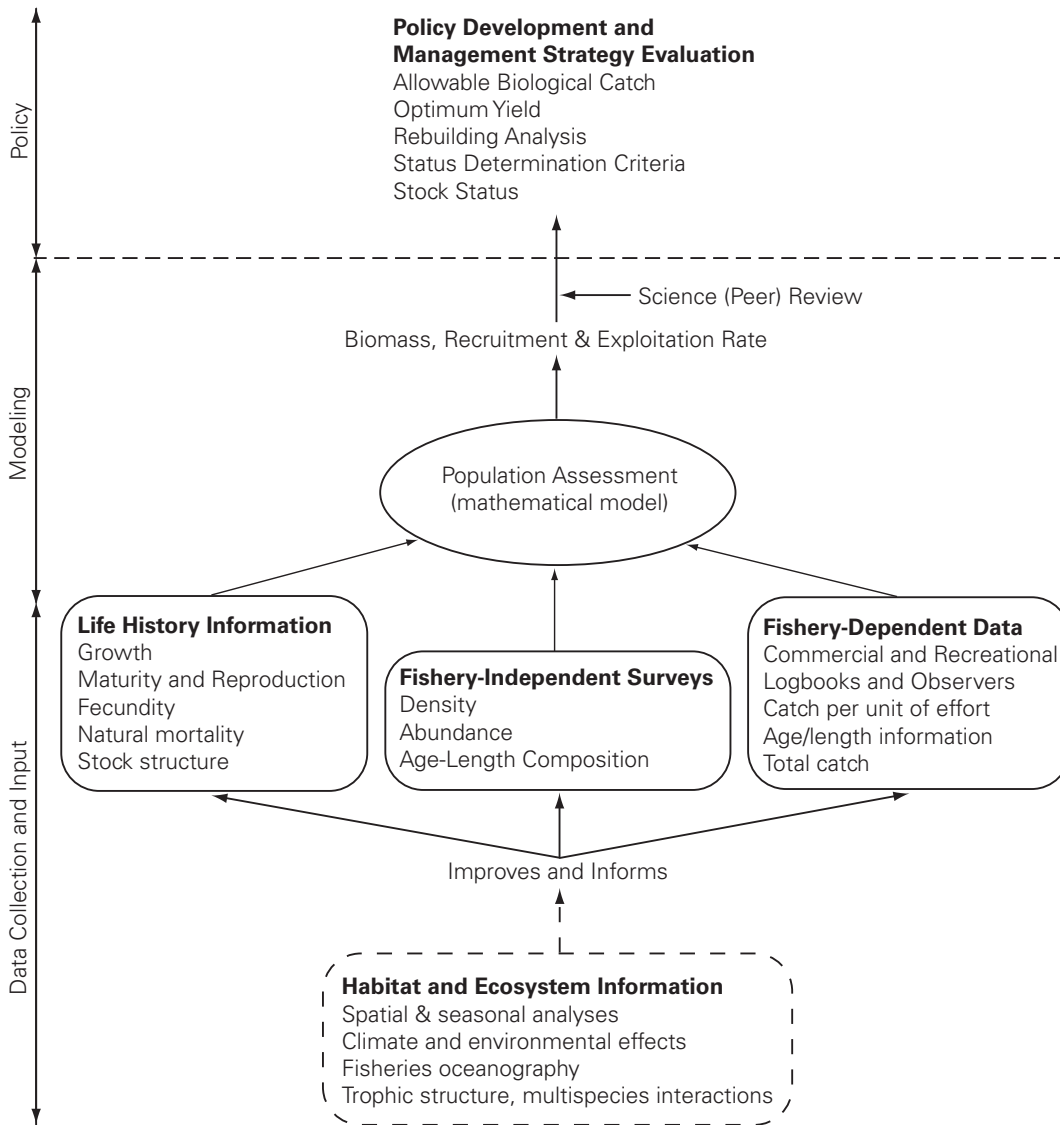 Policy
Policy Development and
Management Strategy Evaluation
Allowable Biological Catch
Optimum Yield
Rebuilding Analysis
Status Determination Criteria
Stock Status
Modeling
Science (Peer) Review
Biomass, Recruitment & Exploitation Rate
Population Assessment
(mathematical model)
Data Collection and Input
Life History Information
Growth
Maturity and Reproduction
Fecundity
Natural mortality
Stock structure
Fishery-Independent Surveys
Density
Abundance
Age-Length Composition
Fishery-Dependent Data
Commercial and Recreational
Logbooks and Observers
Catch per unit of effort
Age/length information
Total catch
Improves and Informs
Habitat and Ecosystem Information
Spatial & seasonal analyses
Climate and environmental effects
Fisheries oceanography
Trophic structure, multispecies interactions